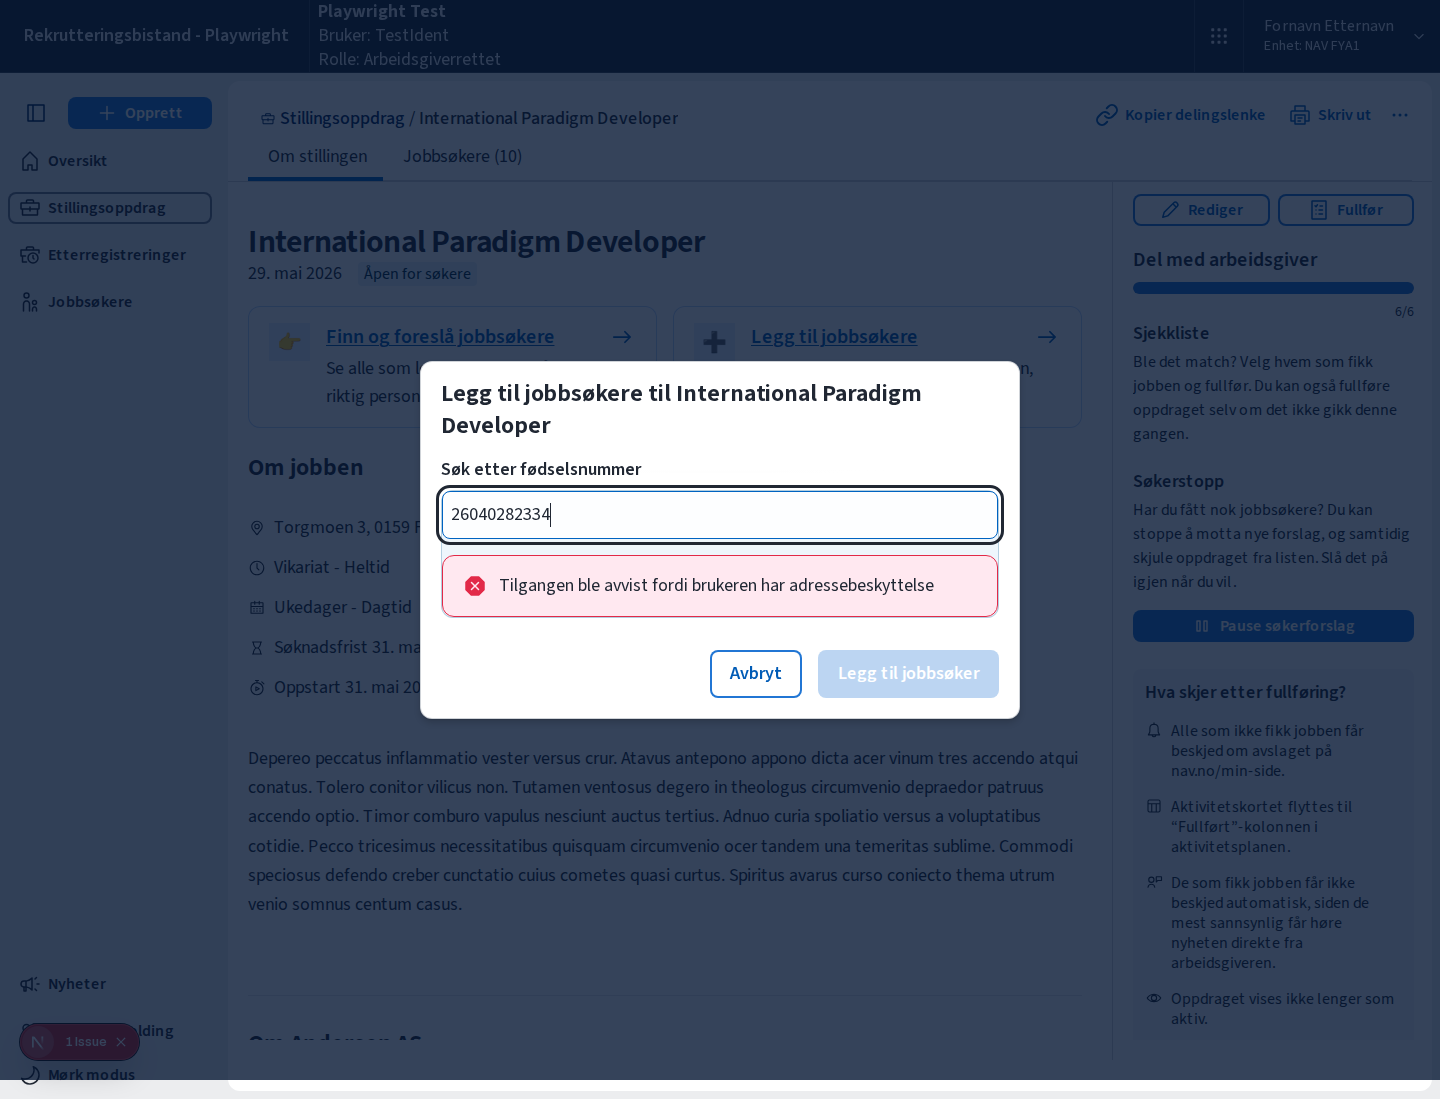 Rekrutteringsbistand - Playwright
Playwright Test
Bruker: TestIdent
Rolle: Arbeidsgiverrettet
Fornavn Etternavn
Enhet: NAV FYA1
Opprett
Oversikt
Stillingsoppdrag
Etterregistreringer
Jobbsøkere
Stillingsoppdrag / International Paradigm Developer
Kopier delingslenke
Skriv ut
Om stillingen
Jobbsøkere (10)
International Paradigm Developer
29. mai 2026
Åpen for søkere
Finn og foreslå jobbsøkere
Se alle som
riktig person
Legg til jobbsøkere
Om jobben
Torgmoen 3, 0159
Vikariat - Heltid
Ukedager - Dagtid
Søknadsfrist 31. ma
Oppstart 31. mai 20
Legg til jobbsøkere til International Paradigm
Developer
Søk etter fødselsnummer
26040282334
Tilgangen ble avvist fordi brukeren har adressebeskyttelse
Avbryt
Legg til jobbsøker
Depereo peccatus inflammatio vester versus crur. Atavus antepono appono dicta acer vinum tres accendo atqui
conatus. Tolero conitor vilicus non. Tutamen ventosus degero in theologus circumvenio depraedor patruus
accendo optio. Timor comburo vapulus nesciunt auctus tertius. Adnuo curia spoliatio versus a voluptatibus
cotidie. Pecco tricesimus necessitatibus quisquam circumvenio ocer tandem una temeritas sublime. Commodi
speciosus defendo creber cunctatio cuius cometes quasi curtus. Spiritus avarus curso coniecto thema utrum
venio somnus centum casus.
Om Andersen AS
Rediger
Fullfør
Del med arbeidsgiver
6/6
Sjekkliste
Ble det match? Velg hvem som fikk
jobben og fullfør. Du kan også fullføre
oppdraget selv om det ikke gikk denne
gangen.
Søkerstopp
Har du fått nok jobbsøkere? Du kan
stoppe å motta nye forslag, og samtidig
skjule oppdraget fra listen. Slå det på
igjen når du vil.
Pause søkerforslag
Hva skjer etter fullføring?
Alle som ikke fikk jobben får
beskjed om avslaget på
nav.no/min-side.
Aktivitetskortet flyttes til
“Fullført”-kolonnen i
aktivitetsplanen.
De som fikk jobben får ikke
beskjed automatisk, siden de
mest sannsynlig får høre
nyheten direkte fra
arbeidsgiveren.
Oppdraget vises ikke lenger som
aktiv.
Nyheter
elding
N 1 Issue
Mørk modus